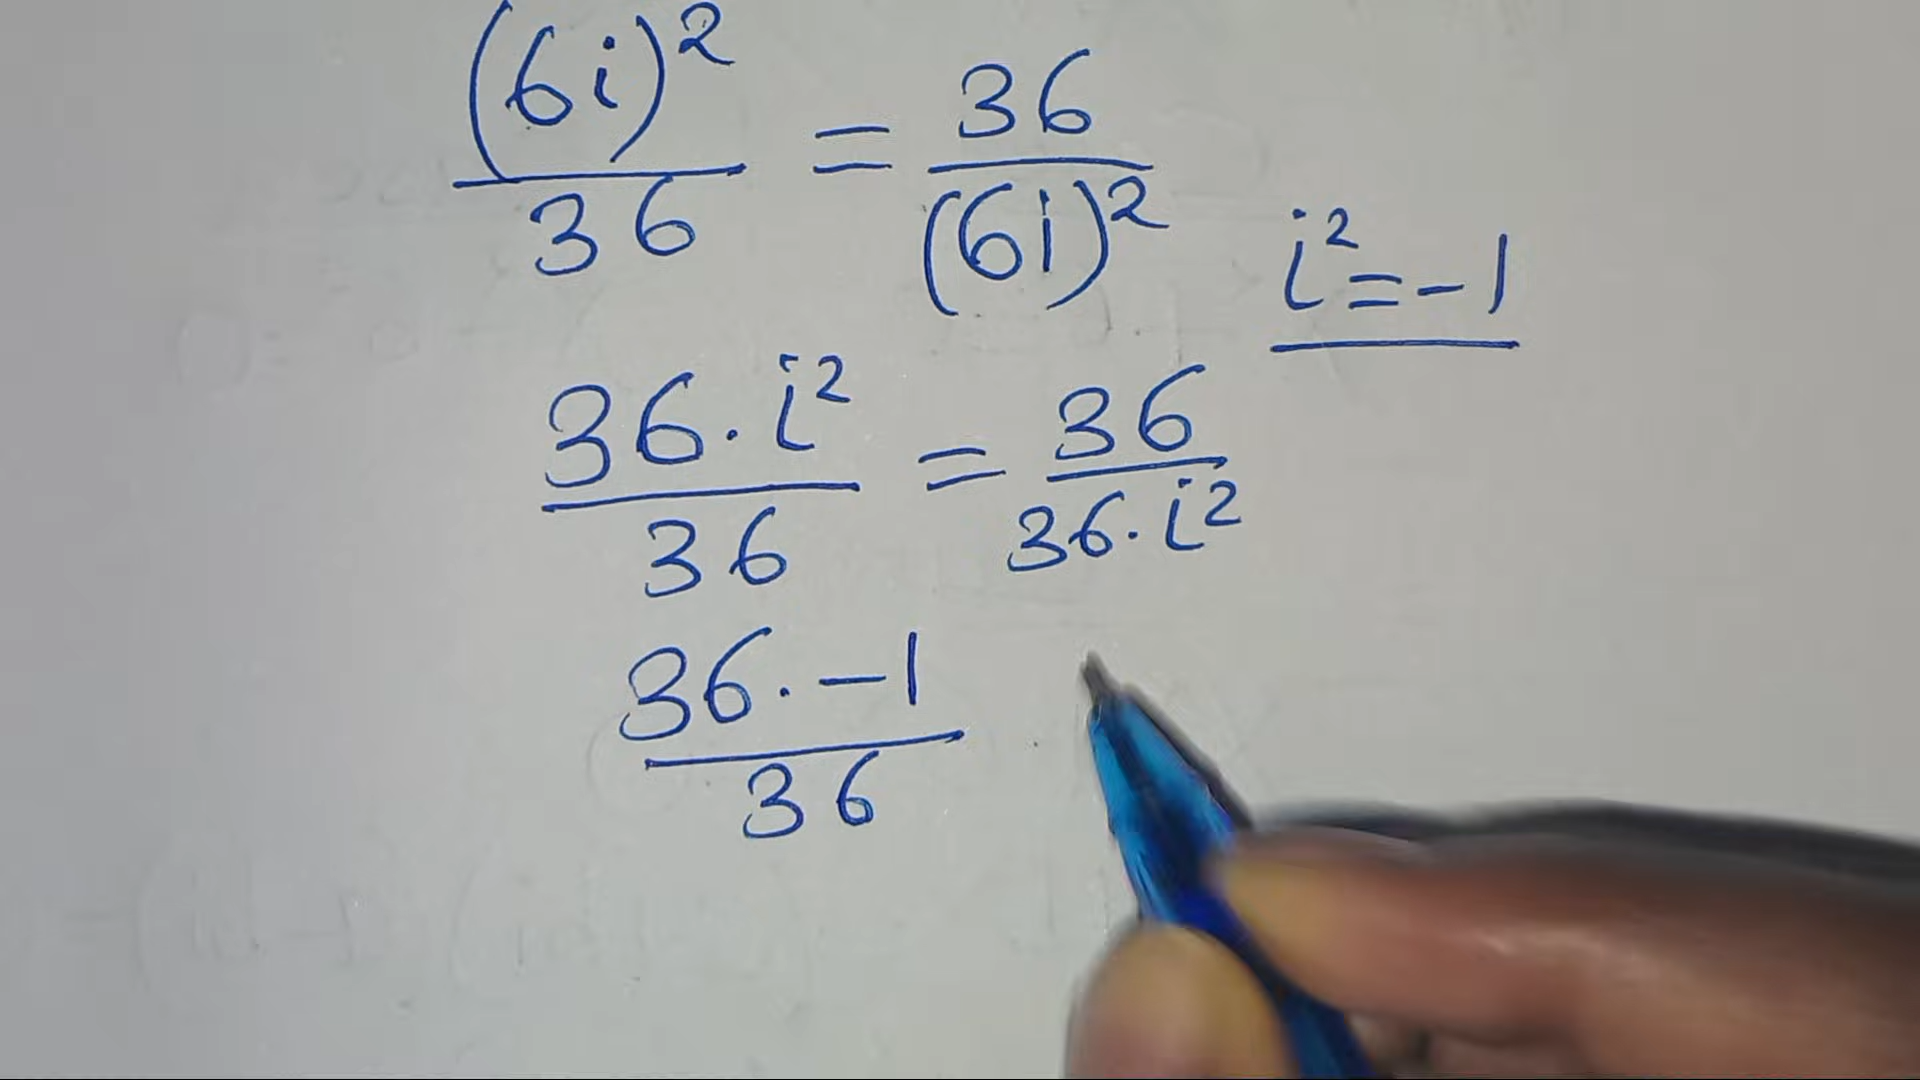 (6i)² / 36 = 36 / (6i)²
i² = -1
36 · i² / 36 = 36 / 36 · i²
36 · -1 / 36